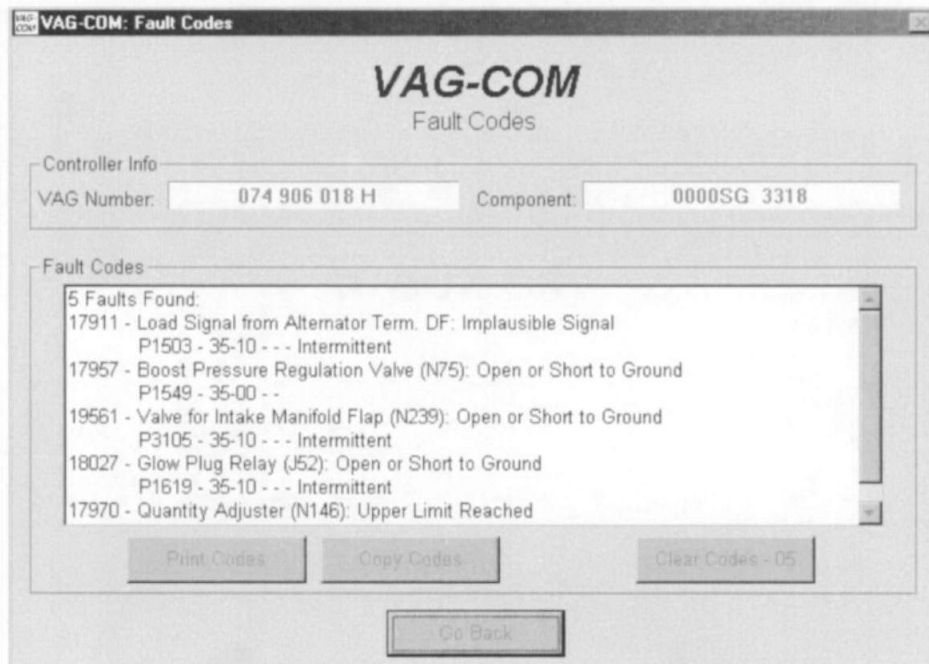 VAG-COM: Fault Codes
VAG-COM
Fault Codes
Controller Info
VAG Number: 074 906 018 H Component: 0000SG 3318
Fault Codes
5 Faults Found:
17911 - Load Signal from Alternator Term. DF: Implausible Signal
P1503 - 35-10 - - - Intermittent
17957 - Boost Pressure Regulation Valve (N75): Open or Short to Ground
P1549 - 35-00 - -
19561 - Valve for Intake Manifold Flap (N239): Open or Short to Ground
P3105 - 35-10 - - - Intermittent
18027 - Glow Plug Relay (J52): Open or Short to Ground
P1619 - 35-10 - - - Intermittent
17970 - Quantity Adjuster (N146): Upper Limit Reached
Print Codes Copy Codes Clear Codes - 05
Go Back